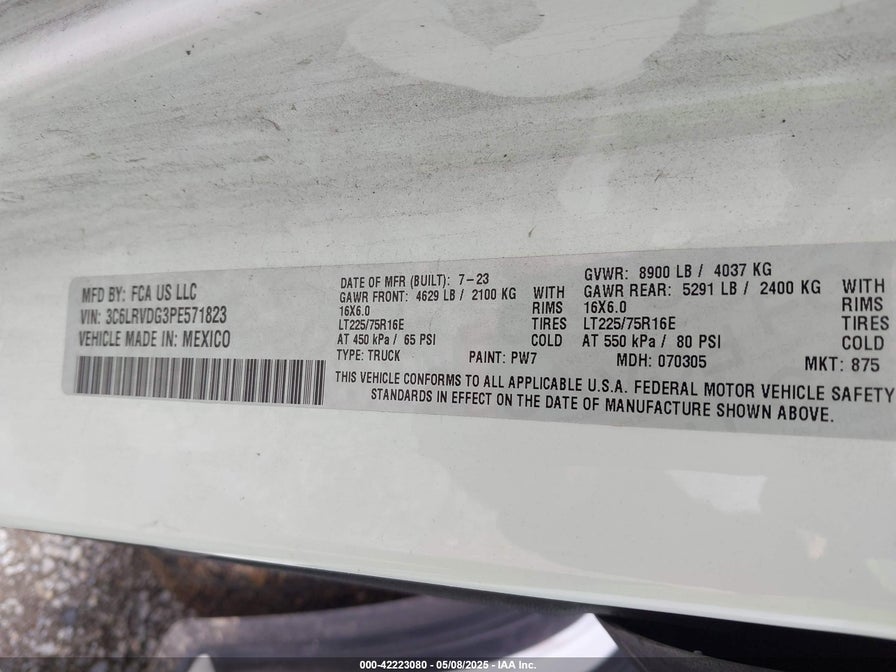 MFD BY: FCA US LLC
VIN: 3C6LRVDG3PE571823
VEHICLE MADE IN: MEXICO
DATE OF MFR (BUILT): 7-23
GAWR FRONT: 4629 LB / 2100 KG WITH
16X6.0 RIMS
LT225/75R16E TIRES
AT 450 kPa / 65 PSI COLD
GVWR: 8900 LB / 4037 KG
GAWR REAR: 5291 LB / 2400 KG WITH
16X6.0 RIMS
LT225/75R16E TIRES
AT 550 kPa / 80 PSI COLD
TYPE: TRUCK PAINT: PW7 MDH: 070305 MKT: 875
THIS VEHICLE CONFORMS TO ALL APPLICABLE U.S.A. FEDERAL MOTOR VEHICLE SAFETY
STANDARDS IN EFFECT ON THE DATE OF MANUFACTURE SHOWN ABOVE.
000-42223080 - 05/08/2025 - IAA Inc.